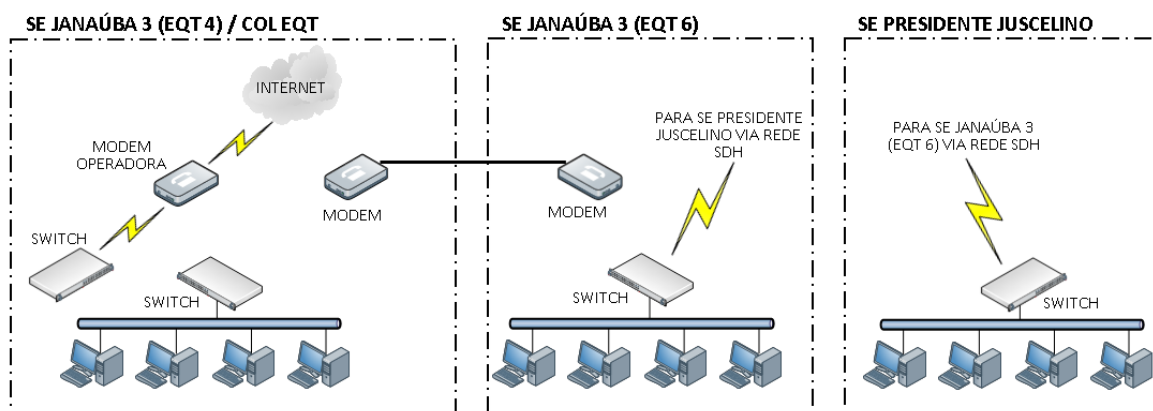 SE JANAÚBA 3 (EQT 4) / COL EQT
SE JANAÚBA 3 (EQT 6)
SE PRESIDENTE JUSCELINO
INTERNET
MODEM
OPERADORA
SWITCH
SWITCH
MODEM
MODEM
PARA SE PRESIDENTE
JUSCELINO VIA REDE
SDH
SWITCH
PARA SE JANAÚBA 3
(EQT 6) VIA REDE SDH
SWITCH